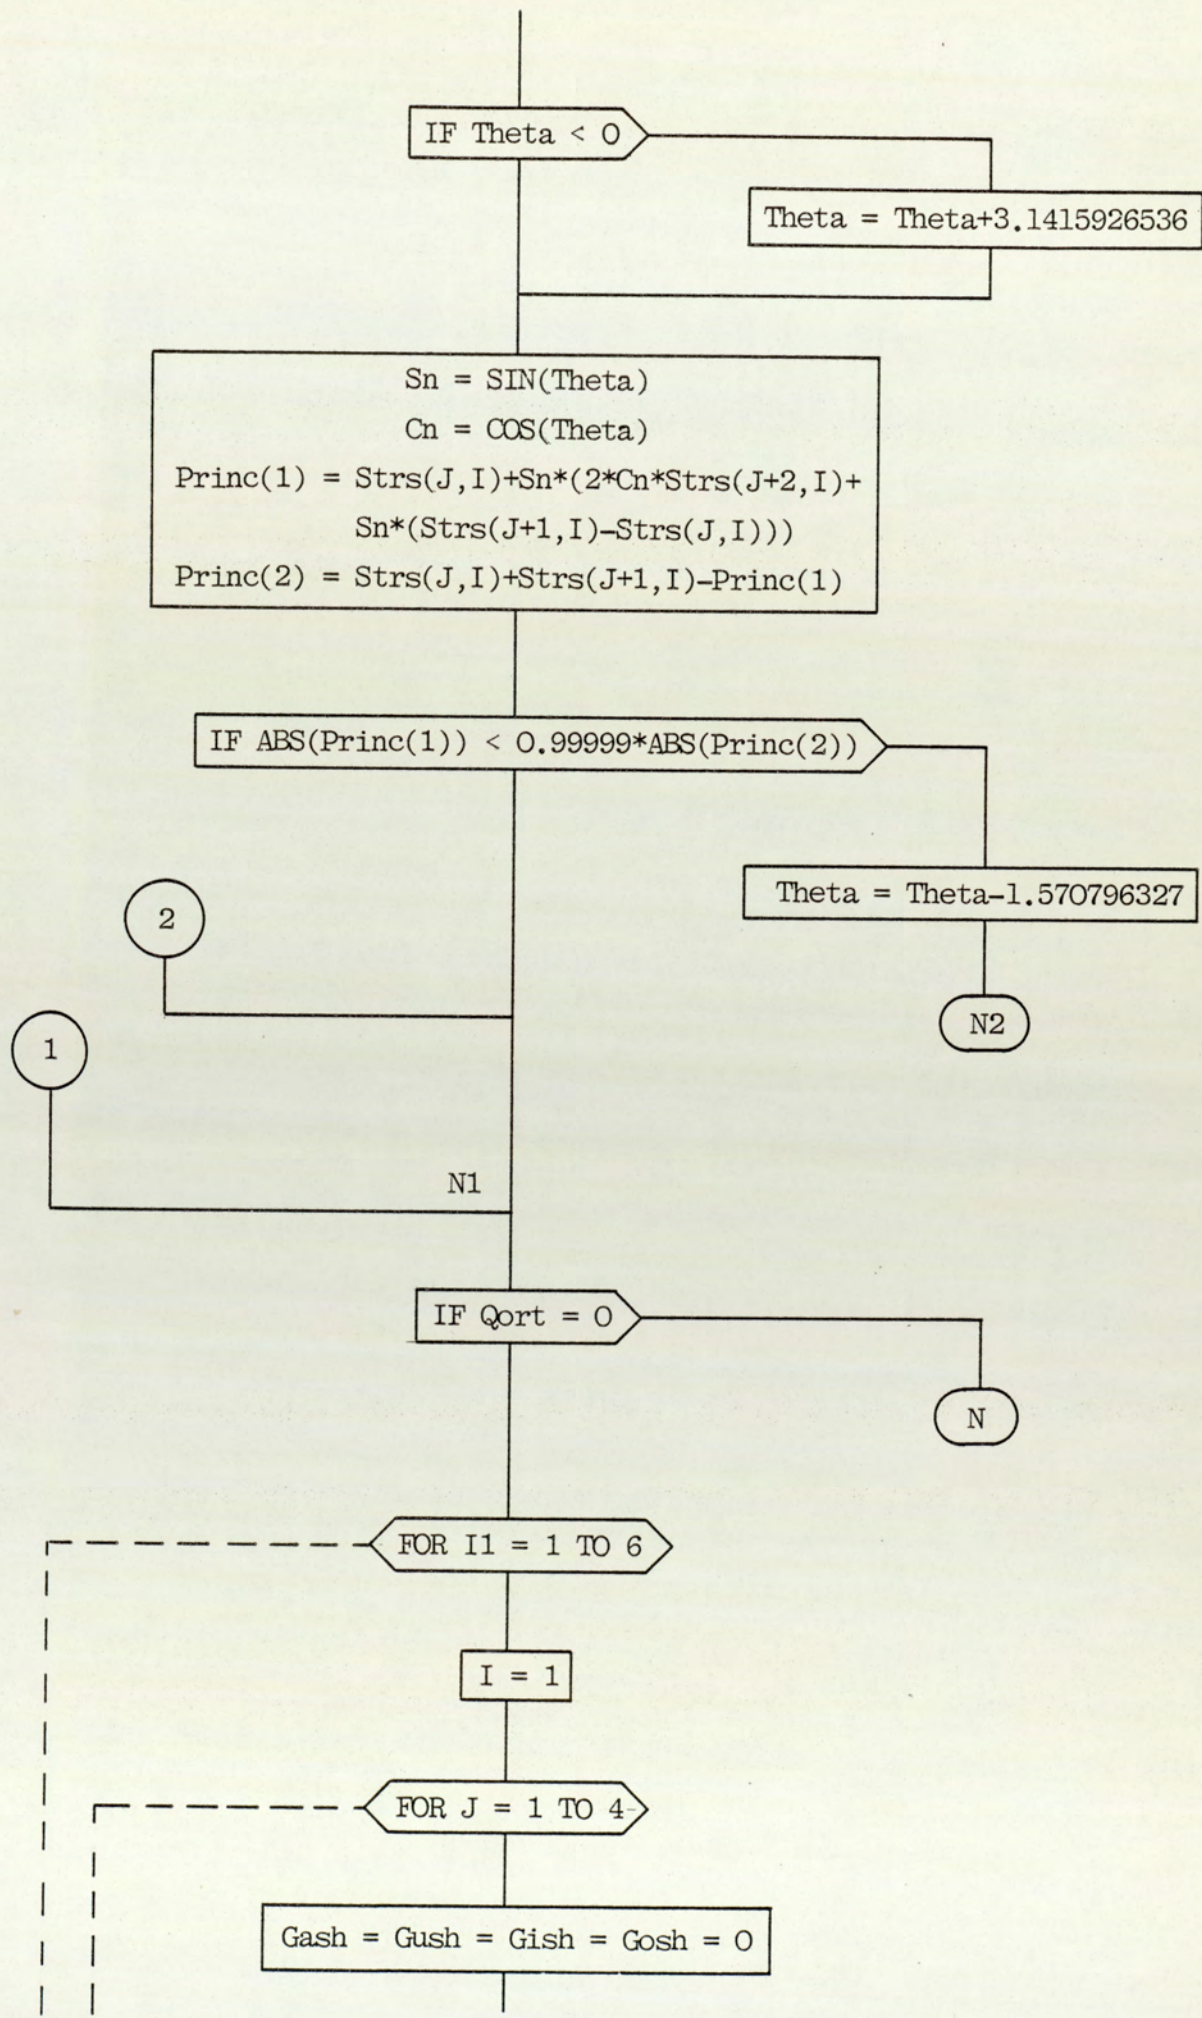 IF Theta < 0
Theta = Theta+3.1415926536
Sn = SIN(Theta)
Cn = COS(Theta)
Princ(1) = Strs(J,I)+Sn*(2*Cn*Strs(J+2,I)+
Sn*(Strs(J+1,I)-Strs(J,I)))
Princ(2) = Strs(J,I)+Strs(J+1,I)-Princ(1)
IF ABS(Princ(1)) < 0.99999*ABS(Princ(2))
Theta = Theta-1.570796327
2
N2
1
N1
IF Qort = 0
N
FOR I1 = 1 TO 6
I = 1
FOR J = 1 TO 4
Gash = Gush = Gish = Gosh = 0